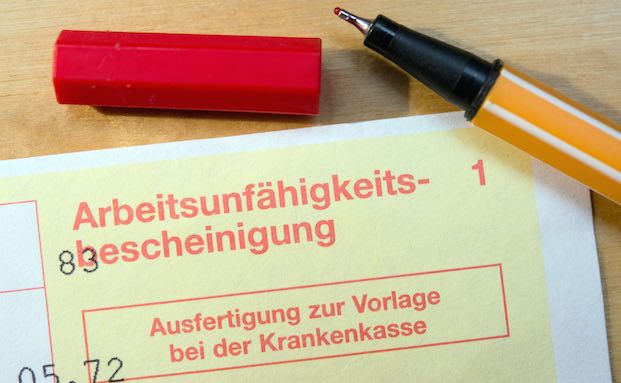 Arbeitsunfähigkeits- 1
bescheinigung
83
Ausfertigung zur Vorlage
bei der Krankenkasse
05.72